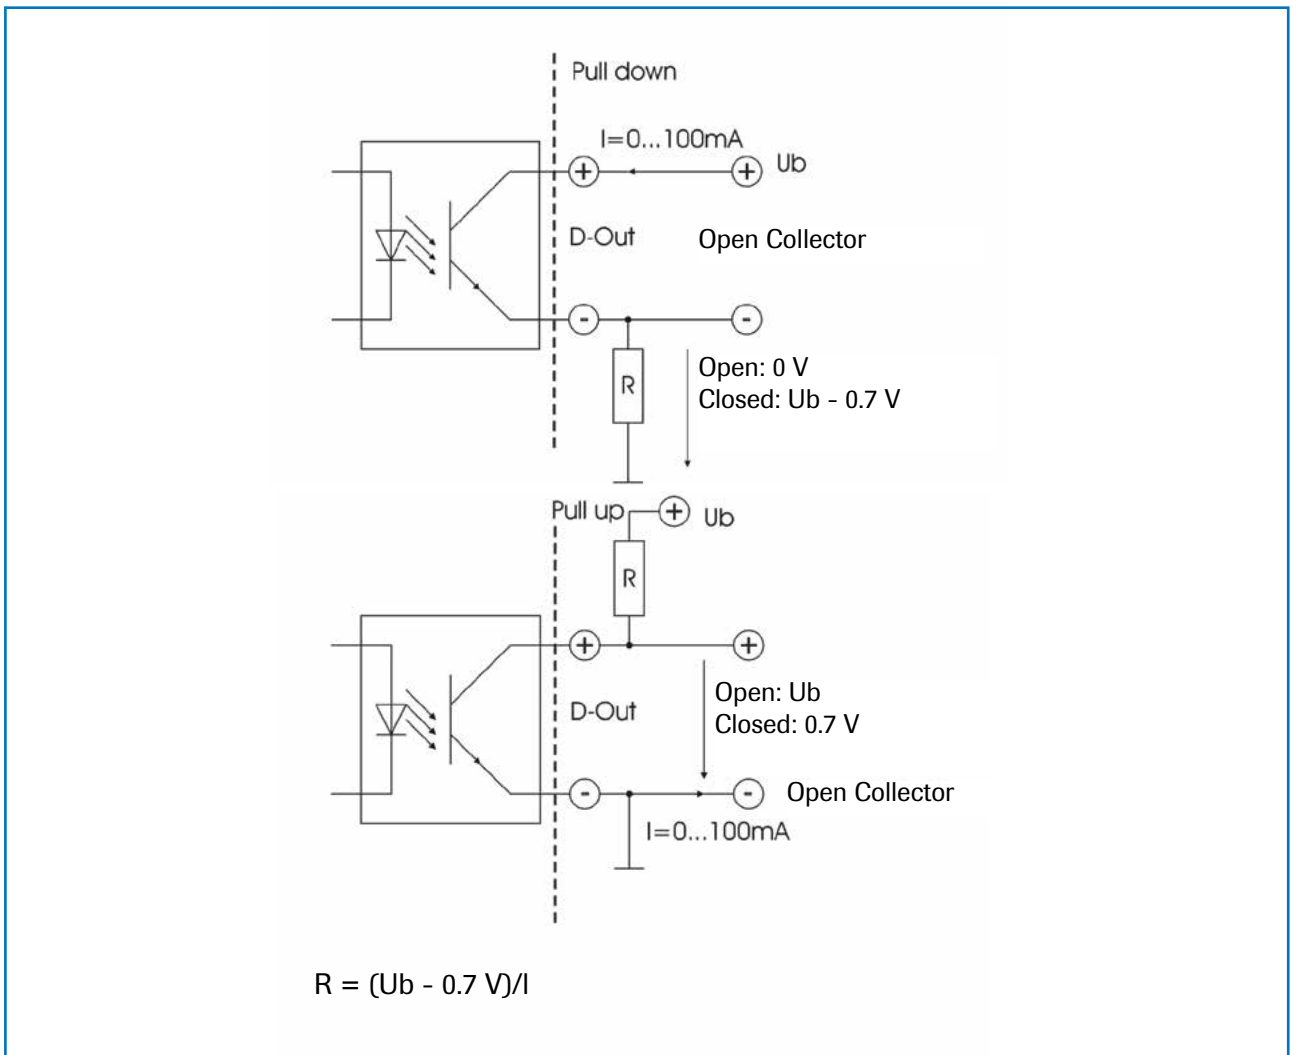 Pull down
I=0...100mA
+
+
Ub
D-Out
Open Collector
-
-
R
Open: 0 V
Closed: Ub - 0.7 V
Pull up
+
Ub
R
+
+
D-Out
Open: Ub
Closed: 0.7 V
-
-
Open Collector
I=0...100mA
R = (Ub - 0.7 V)/I